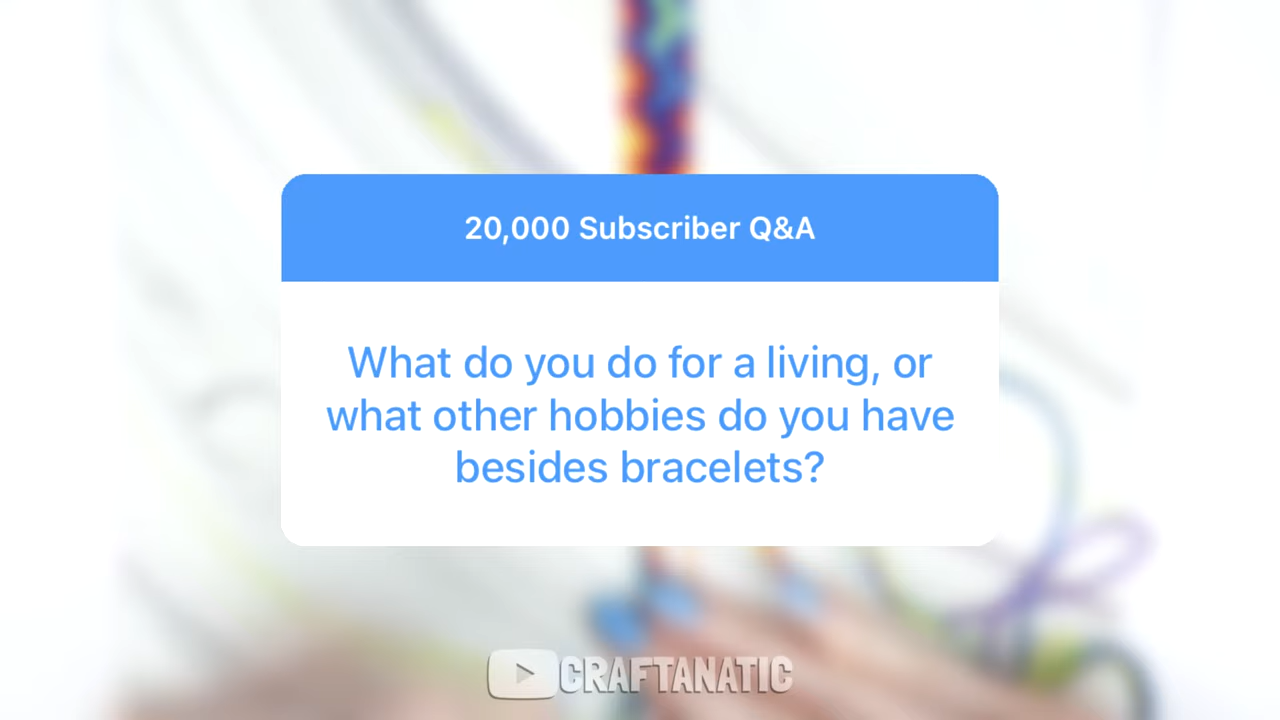 20,000 Subscriber Q&A
What do you do for a living, or
what other hobbies do you have
besides bracelets?
CRAFTANATIC